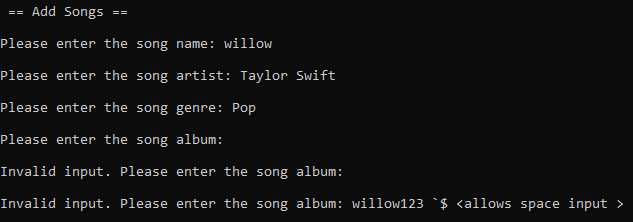 == Add Songs ==
Please enter the song name: willow
Please enter the song artist: Taylor Swift
Please enter the song genre: Pop
Please enter the song album:
Invalid input. Please enter the song album:
Invalid input. Please enter the song album: willow123 `$ <allows space input >